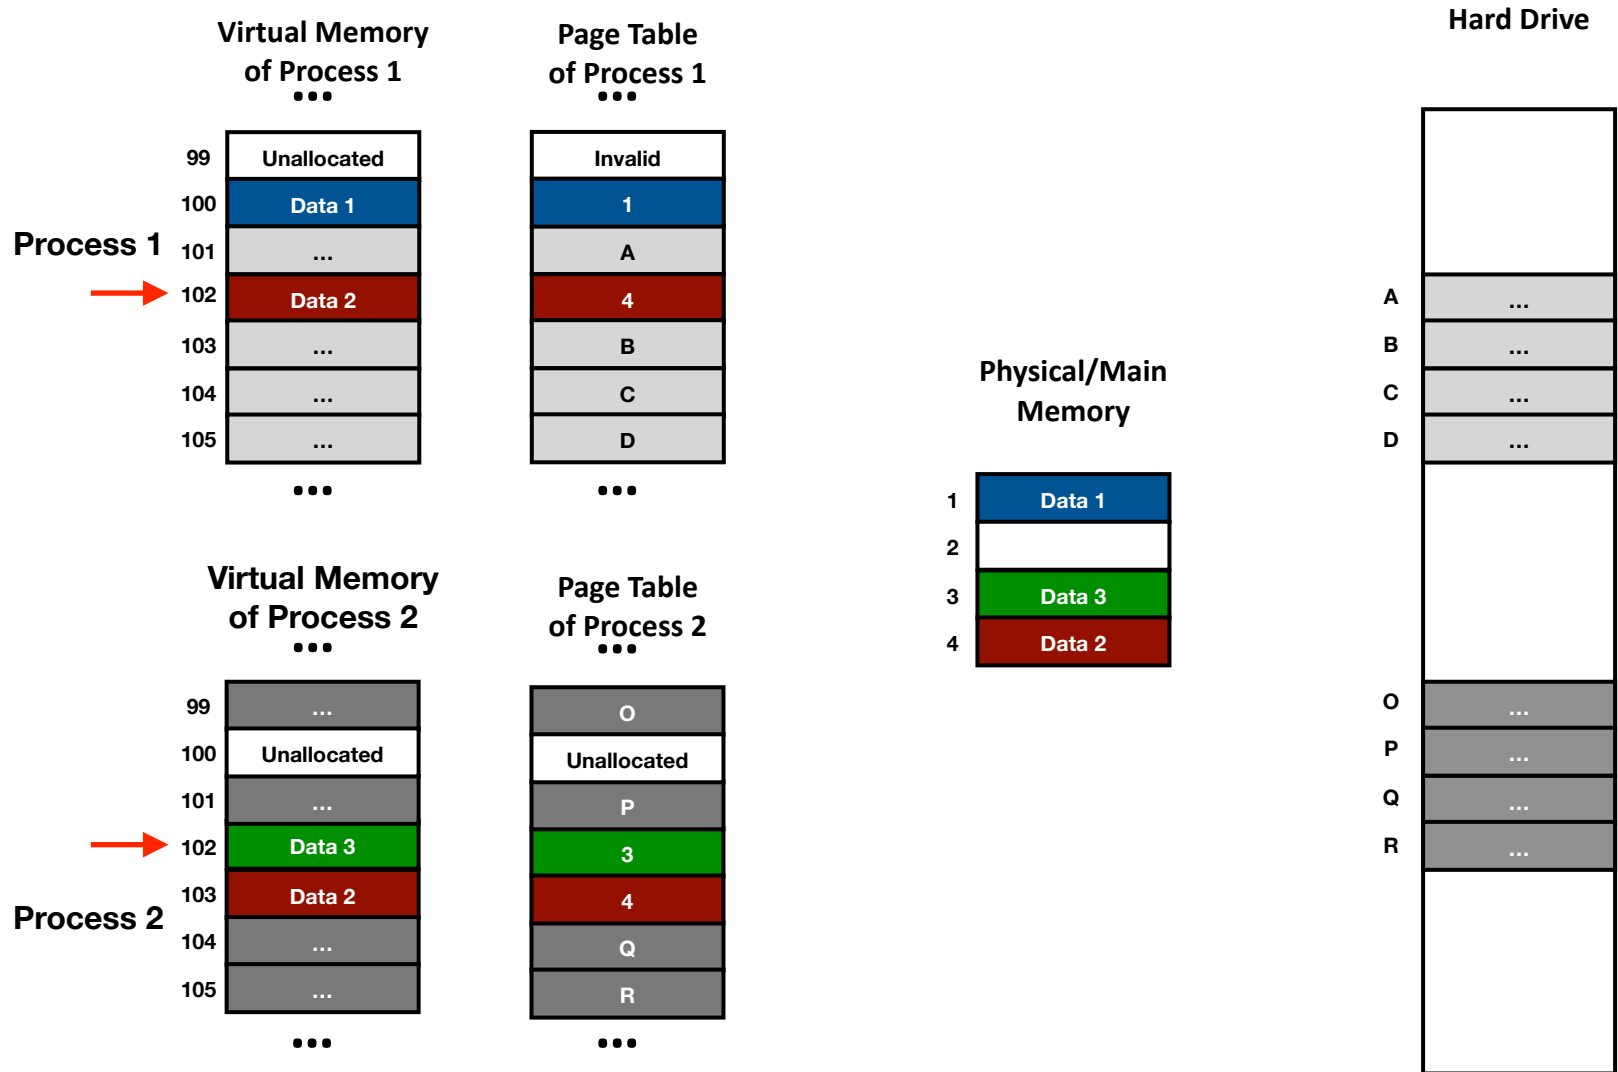 Hard Drive
Virtual Memory
of Process 1
...
Page Table
of Process 1
...
Process 1
99 Unallocated Invalid
100 Data 1 1
101 ... A
102 Data 2 4
103 ... B
104 ... C
105 ... D
... ...
Physical/Main
Memory
1 Data 1
2
3 Data 3
4 Data 2
A ...
B ...
C ...
D ...
O ...
P ...
Q ...
R ...
Virtual Memory
of Process 2
...
Page Table
of Process 2
...
Process 2
99 ... O
100 Unallocated Unallocated
101 ... P
102 Data 3 3
103 Data 2 4
104 ... Q
105 ... R
... ...